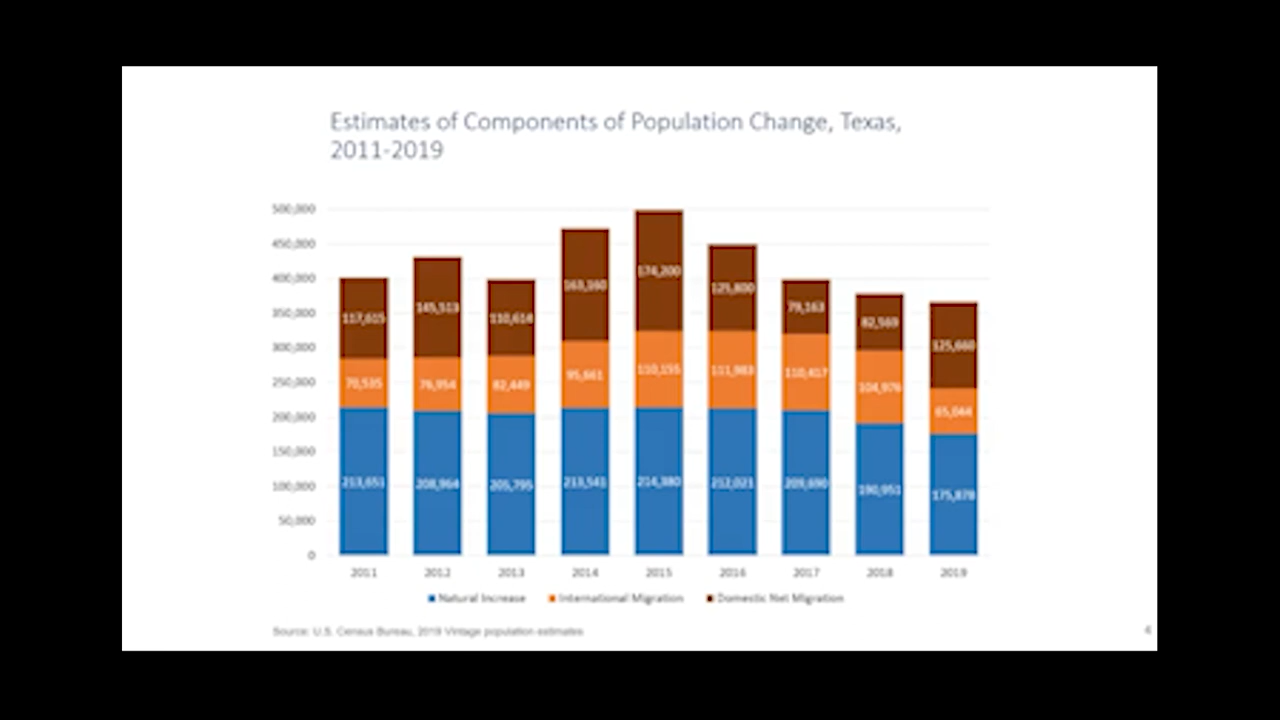 Estimates of Components of Population Change, Texas,
2011-2019
500,000
450,000
400,000
350,000
300,000
250,000
200,000
150,000
100,000
50,000
0
117,615 145,513 110,614 163,160 174,200 125,800 79,163 82,569 125,660
70,535 76,954 82,449 95,661 110,155 111,983 110,417 104,976 65,044
213,651 208,964 205,795 213,541 214,380 212,021 209,690 190,951 175,878
2011 2012 2013 2014 2015 2016 2017 2018 2019
Natural Increase International Migration Domestic Net Migration
Source: U.S. Census Bureau, 2019 Vintage population estimates
4